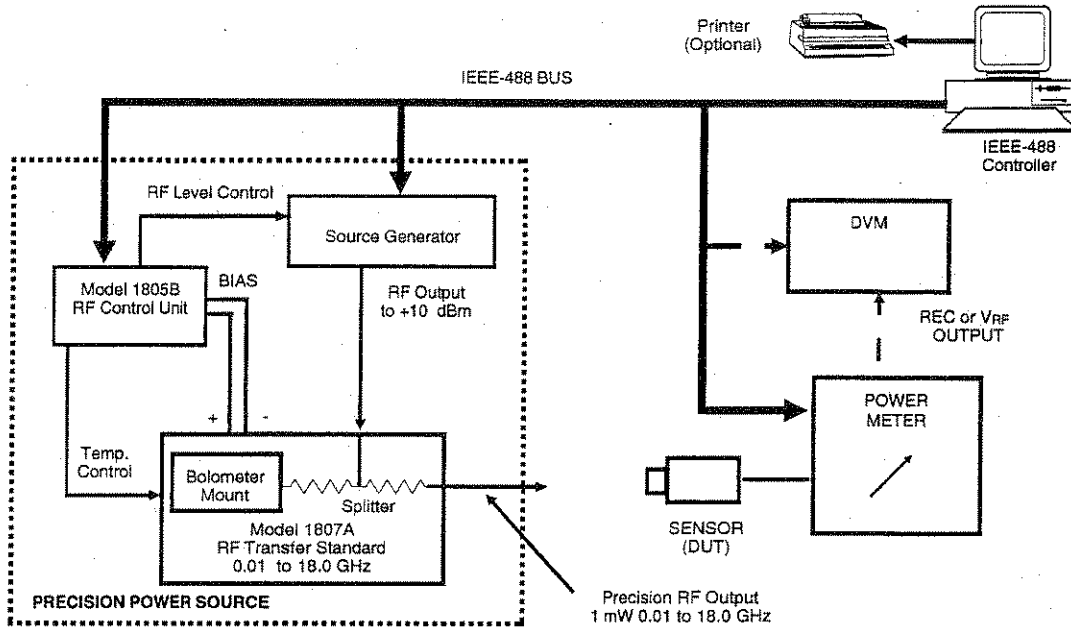 Printer
(Optional)
IEEE-488 BUS
IEEE-488
Controller
RF Level Control
Source Generator
DVM
Model 1805B
RF Control Unit
BIAS
RF Output
to +10 dBm
REC or VRF
OUTPUT
+ -
POWER
METER
Temp.
Control
Bolometer
Mount
Splitter
Model 1807A
RF Transfer Standard
0.01 to 18.0 GHz
SENSOR
(DUT)
PRECISION POWER SOURCE
Precision RF Output
1 mW 0.01 to 18.0 GHz